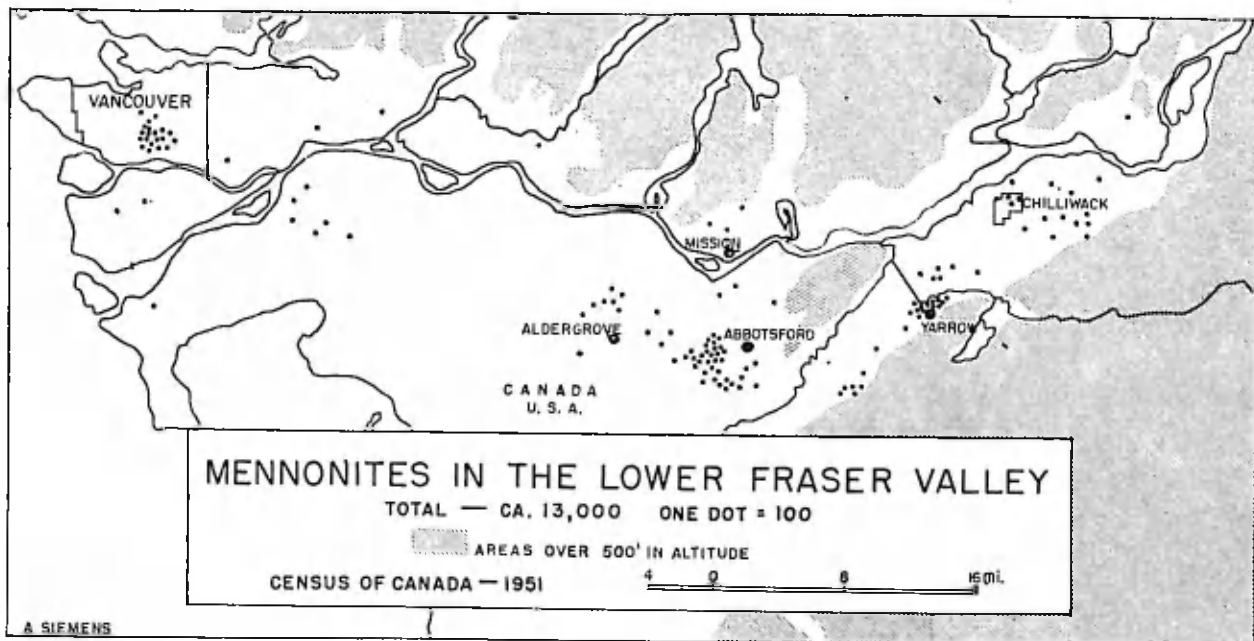 VANCOUVER
CHILLIWACK
MISSION
ALDERGROVE
ABBOTSFORD
YARROW
CANADA
U. S. A.
MENNONITES IN THE LOWER FRASER VALLEY
TOTAL — CA. 13,000 ONE DOT = 100
AREAS OVER 500' IN ALTITUDE
CENSUS OF CANADA — 1951
4 0 8 16 mi.
A SIEMENS